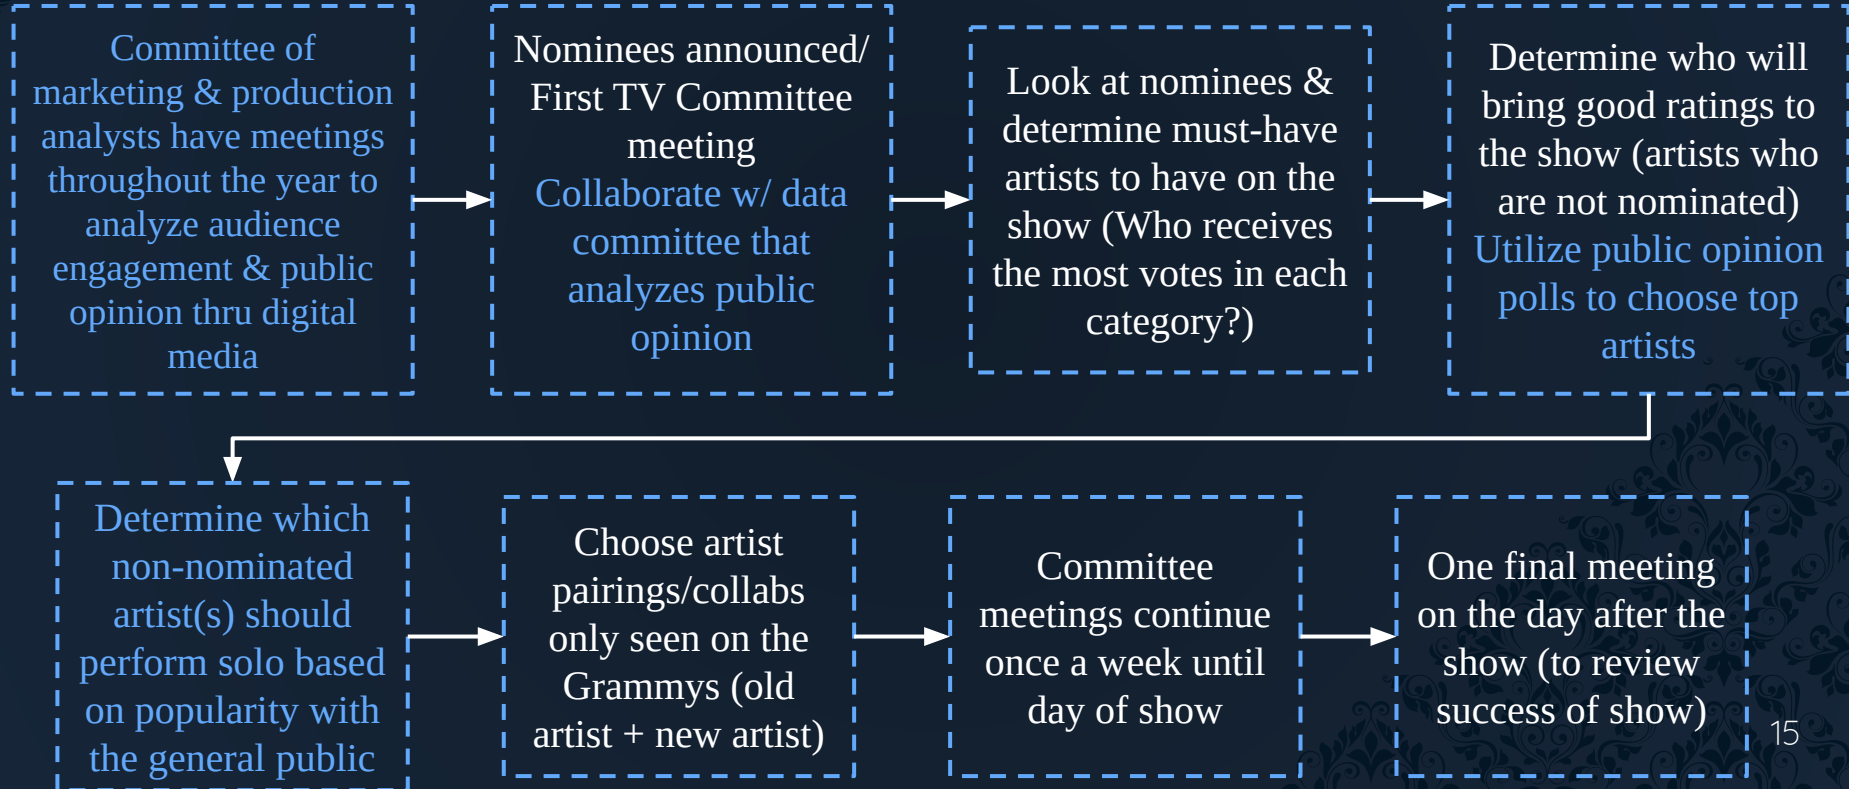 Committee of
marketing & production
analysts have meetings
throughout the year to
analyze audience
engagement & public
opinion thru digital
media
Nominees announced/
First TV Committee
meeting
Collaborate w/ data
committee that
analyzes public
opinion
Look at nominees &
determine must-have
artists to have on the
show (Who receives
the most votes in each
category?)
Determine who will
bring good ratings to
the show (artists who
are not nominated)
Utilize public opinion
polls to choose top
artists
Determine which
non-nominated
artist(s) should
perform solo based
on popularity with
the general public
Choose artist
pairings/collabs
only seen on the
Grammys (old
artist + new artist)
Committee
meetings continue
once a week until
day of show
One final meeting
on the day after the
show (to review
success of show)
15